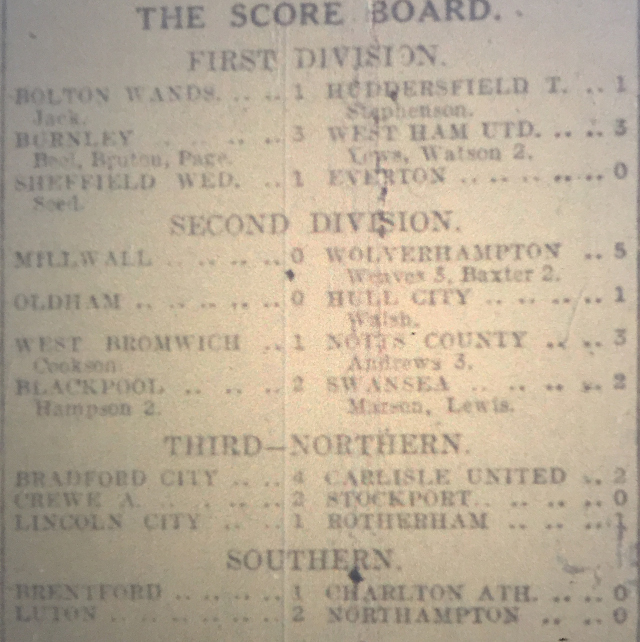 THE SCORE BOARD.
FIRST DIVISION.
BOLTON WANDS. .. .. 1 HUDDERSFIELD T. .. 1
Jack. Stephenson.
BURNLEY .. .. .. .. 3 WEST HAM UTD. .. .. 3
Beel, Bruton, Page. Yews, Watson 2.
SHEFFIELD WED. .. 1 EVERTON .. .. .. .. 0
Seed.
SECOND DIVISION.
MILLWALL .. .. .. .. 0 WOLVERHAMPTON .. 5
Weaver 3, Baxter 2.
OLDHAM .. .. .. .. 0 HULL CITY .. .. .. .. 1
Walsh.
WEST BROMWICH .. 1 NOTTS COUNTY .. .. 3
Cookson. Andrews 3.
BLACKPOOL .. .. .. 2 SWANSEA .. .. .. .. 2
Hampson 2. Lewis.
THIRD—NORTHERN.
BRADFORD CITY .. .. 4 CARLISLE UNITED .. 2
CREWE A. .. .. .. .. 2 STOCKPORT. .. .. .. 0
LINCOLN CITY .. .. 1 ROTHERHAM .. .. .. 1
SOUTHERN.
BRENTFORD .. .. .. 1 CHARLTON ATH. .. .. 0
LUTON .. .. .. .. .. 2 NORTHAMPTON .. .. 0